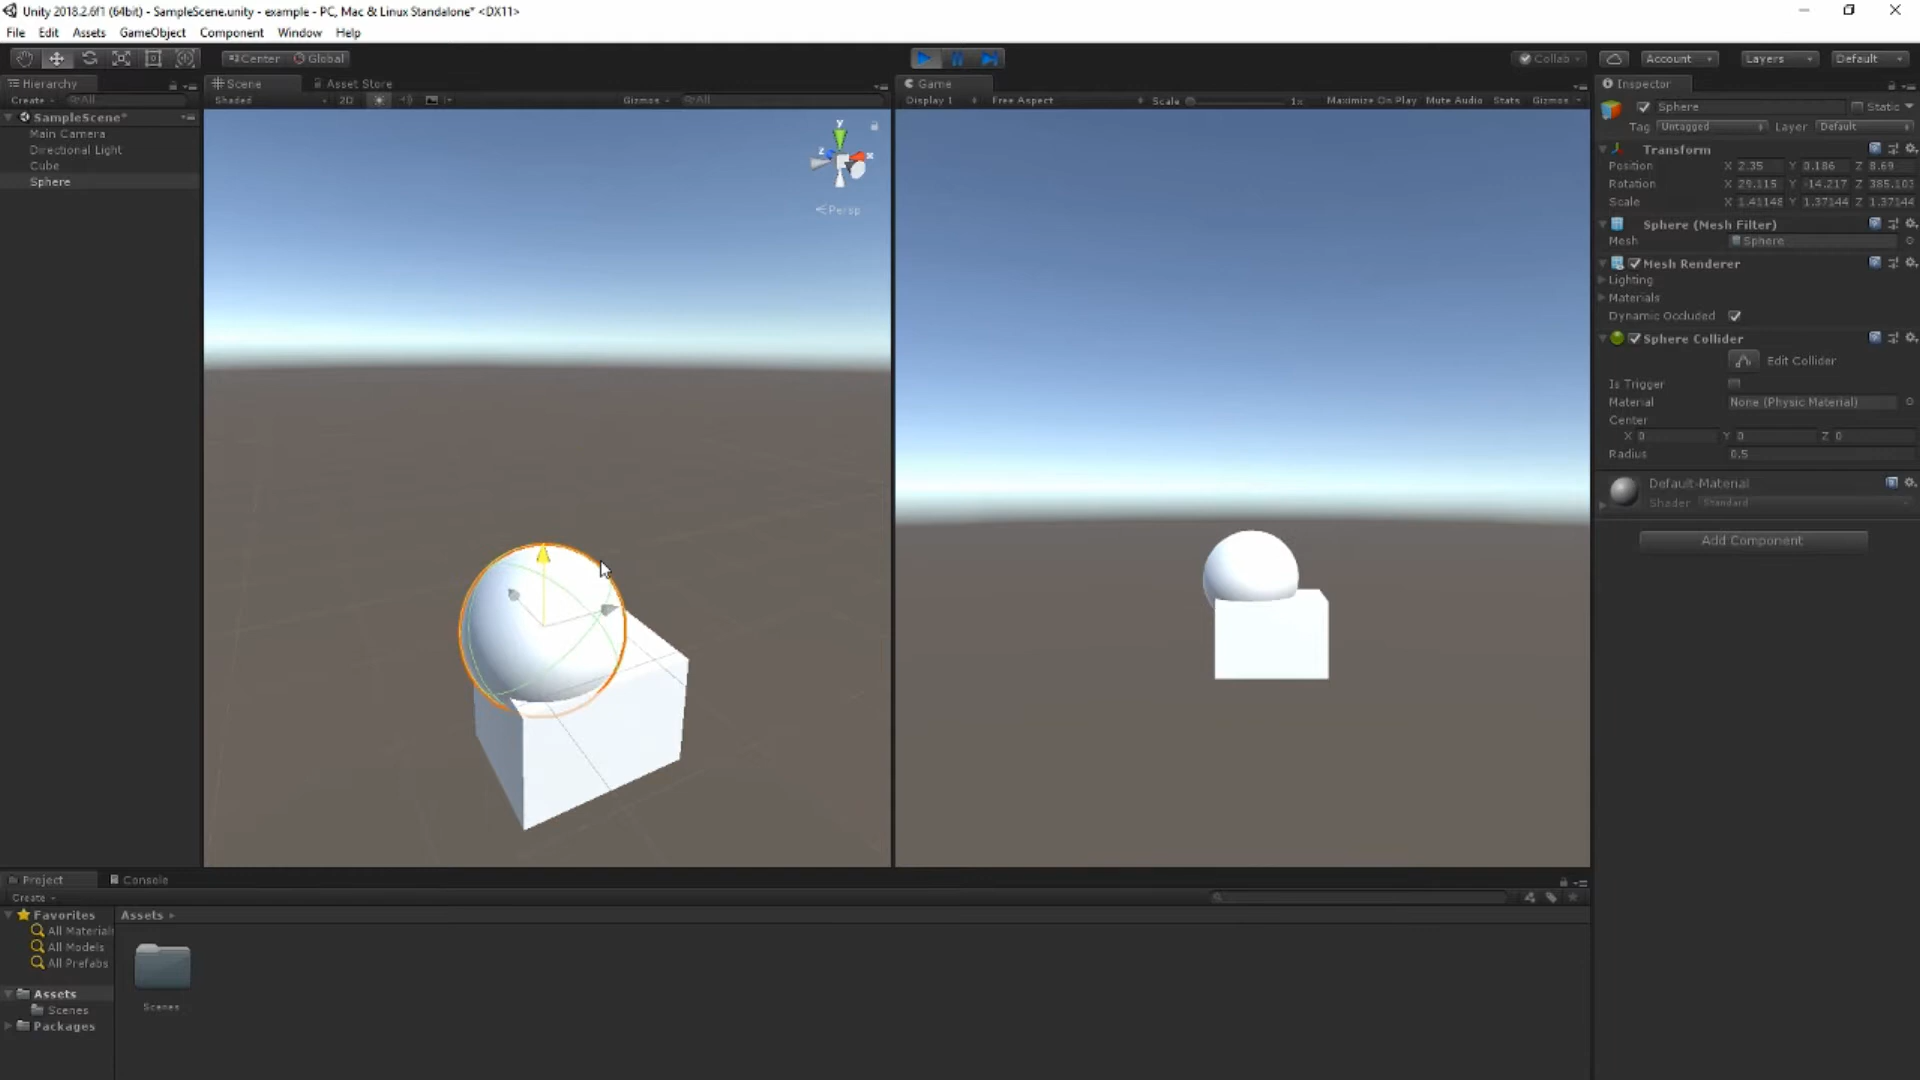 Unity 2018.2.6f1 (64bit) - SampleScene.unity - example - PC, Mac & Linux Standalone* <DX11>
File Edit Assets GameObject Component Window Help
Center Global
Collab Account Layers Default
Hierarchy
Create All
SampleScene*
Main Camera
Directional Light
Cube
Sphere
Scene Asset Store
Shaded 2D Gizmos All
y
z x
Persp
Game
Display 1 Free Aspect Scale 1x Maximize On Play Mute Audio Stats Gizmos
Inspector
Sphere Static
Tag Untagged Layer Default
Transform
Position X 2.35 Y 0.186 Z 8.69
Rotation X 29.115 Y -14.217 Z 385.103
Scale X 1.41148 Y 1.37144 Z 1.37144
Sphere (Mesh Filter)
Mesh Sphere
Mesh Renderer
Lighting
Materials
Dynamic Occluded
Sphere Collider
Edit Collider
Is Trigger
Material None (Physic Material)
Center
X 0 Y 0 Z 0
Radius 0.5
Default-Material
Shader Standard
Add Component
Project Console
Create
Favorites
All Material
All Models
All Prefabs
Assets
Scenes
Packages
Assets
Scenes